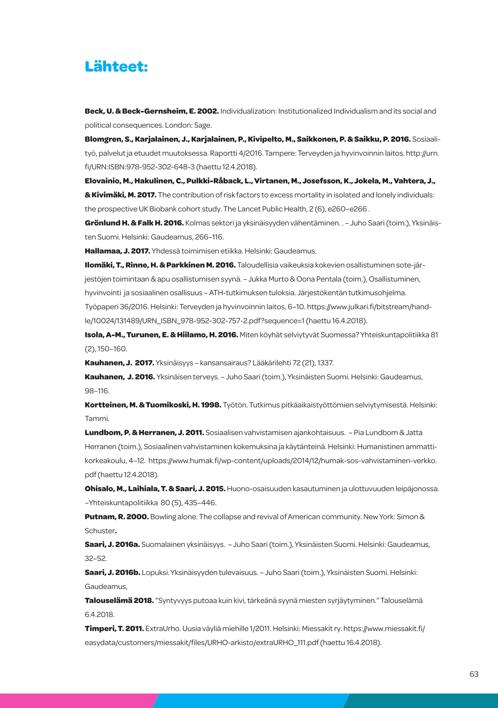 Lähteet:
Beck, U. & Beck-Gernsheim, E. 2002. Individualization: Institutionalized Individualism and its social and
political consequences. London: Sage.
Blomgren, S., Karjalainen, J., Karjalainen, P., Kivipelto, M., Saikkonen, P. & Saikku, P. 2016. Sosiaali-
työ, palvelut ja etuudet muutoksessa. Raportti 4/2016. Tampere: Terveyden ja hyvinvoinnin laitos. http://urn.
fi/URN:ISBN:978-952-302-648-3 (haettu 12.4.2018).
Elovainio, M., Hakulinen, C., Pulkki-Råback, L., Virtanen, M., Josefsson, K., Jokela, M., Vahtera, J.,
& Kivimäki, M. 2017. The contribution of risk factors to excess mortality in isolated and lonely individuals:
the prospective UK Biobank cohort study. The Lancet Public Health, 2 (6), e260–e266 .
Grönlund H. & Falk H. 2016. Kolmas sektori ja yksinäisyyden vähentäminen. . – Juho Saari (toim.), Yksinäis-
ten Suomi. Helsinki: Gaudeamus, 266–116.
Hallamaa, J. 2017. Yhdessä toimimisen etiikka. Helsinki: Gaudeamus.
Ilomäki, T., Rinne, H. & Parkkinen M. 2016. Taloudellisia vaikeuksia kokevien osallistuminen sote-jär-
jestöjen toimintaan & apu osallistumisen syynä. – Jukka Murto & Oona Pentala (toim.), Osallistuminen,
hyvinvointi ja sosiaalinen osallisuus – ATH-tutkimuksen tuloksia. Järjestökentän tutkimusohjelma.
Työpaperi 36/2016. Helsinki: Terveyden ja hyvinvoinnin laitos, 6–10. https://www.julkari.fi/bitstream/hand-
le/10024/131489/URN_ISBN_978-952-302-757-2.pdf?sequence=1 (haettu 16.4.2018).
Isola, A-M., Turunen, E. & Hiilamo, H. 2016. Miten köyhät selviytyvät Suomessa? Yhteiskuntapolitiikka 81
(2), 150–160.
Kauhanen, J. 2017. Yksinäisyys – kansansairaus? Lääkärilehti 72 (21), 1337.
Kauhanen, J. 2016. Yksinäisen terveys. – Juho Saari (toim.), Yksinäisten Suomi. Helsinki: Gaudeamus,
98–116.
Kortteinen, M. & Tuomikoski, H. 1998. Työtön. Tutkimus pitkäaikaistyöttömien selviytymisestä. Helsinki:
Tammi.
Lundbom, P. & Herranen, J. 2011. Sosiaalisen vahvistamisen ajankohtaisuus. – Pia Lundbom & Jatta
Herranen (toim.), Sosiaalinen vahvistaminen kokemuksina ja käytänteinä. Helsinki: Humanistinen ammatti-
korkeakoulu, 4–12. https://www.humak.fi/wp-content/uploads/2014/12/humak-sos-vahvistaminen-verkko.
pdf (haettu 12.4.2018).
Ohisalo, M., Laihiala, T. & Saari, J. 2015. Huono-osaisuuden kasautuminen ja ulottuvuuden leipäjonossa.
–Yhteiskuntapolitiikka 80 (5), 435–446.
Putnam, R. 2000. Bowling alone: The collapse and revival of American community. New York: Simon &
Schuster.
Saari, J. 2016a. Suomalainen yksinäisyys. – Juho Saari (toim.), Yksinäisten Suomi. Helsinki: Gaudeamus,
32–52.
Saari, J. 2016b. Lopuksi. Yksinäisyyden tulevaisuus. – Juho Saari (toim.), Yksinäisten Suomi. Helsinki:
Gaudeamus,
Talouselämä 2018. "Syntyvyys putoaa kuin kivi, tärkeänä syynä miesten syrjäytyminen." Talouselämä
6.4.2018.
Timperi, T. 2011. ExtraUrho. Uusia väyliä miehille 1/2011. Helsinki: Miessakit ry. https://www.miessakit.fi/
easydata/customers/miessakit/files/URHO-arkisto/extraURHO_111.pdf (haettu 16.4.2018).
63